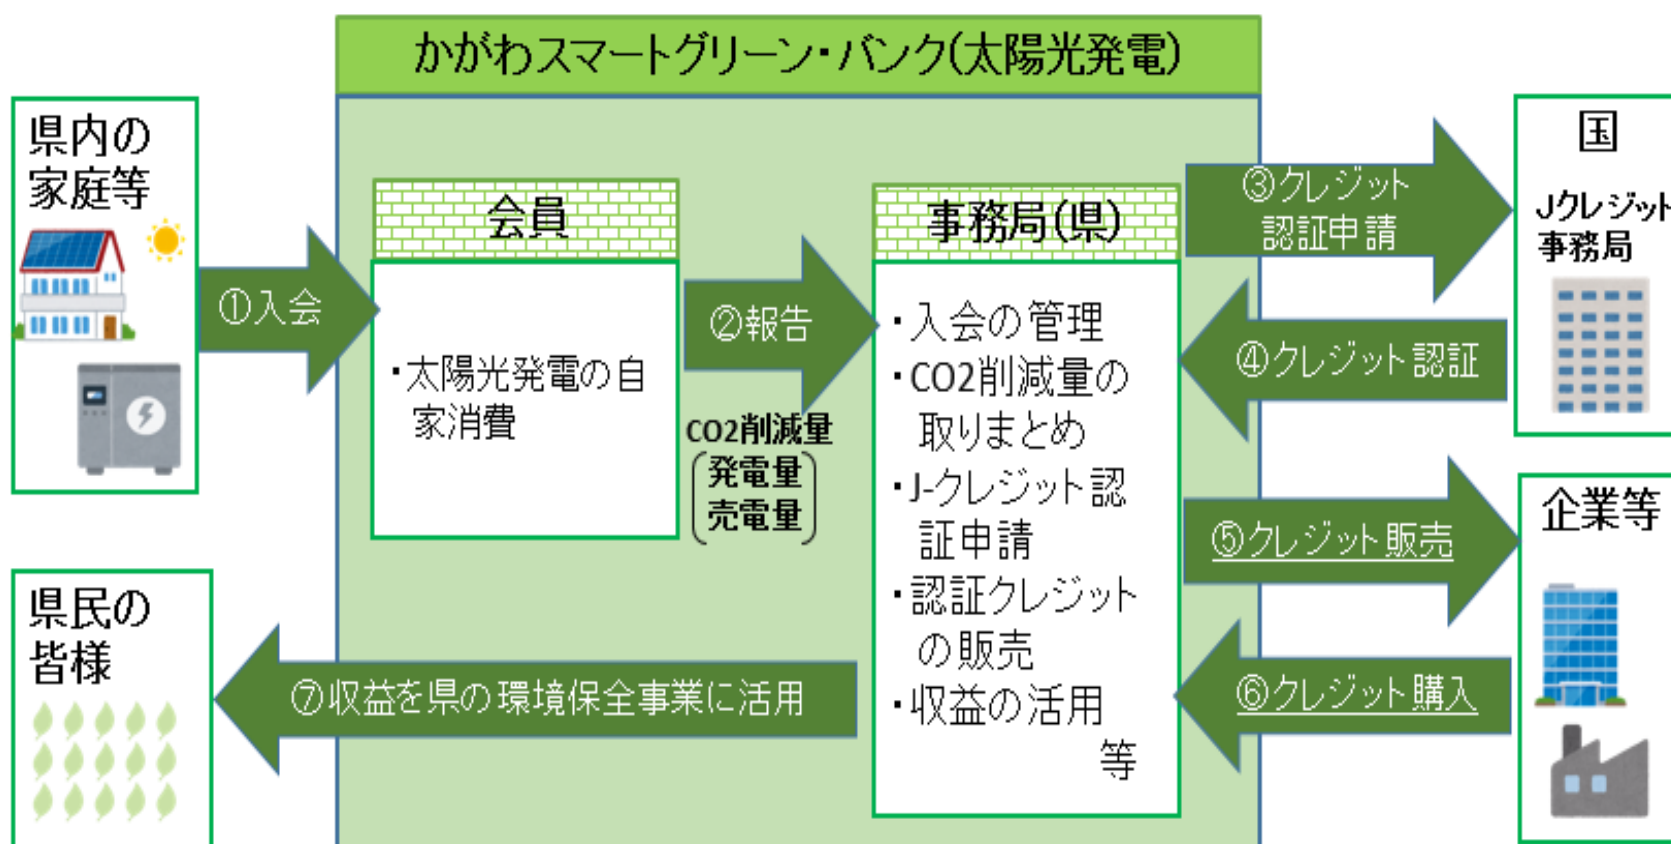 かがわスマートグリーン・バンク(太陽光発電)
県内の
家庭等
①入会
会員
・太陽光発電の自
家消費
②報告
CO2削減量
発電量
売電量
事務局(県)
・入会の管理
・CO2削減量の
取りまとめ
・J-クレジット認
証申請
・認証クレジット
の販売
・収益の活用
等
③クレジット
認証申請
④クレジット認証
国
Jクレジット
事務局
⑤クレジット販売
⑥クレジット購入
企業等
⑦収益を県の環境保全事業に活用
県民の
皆様